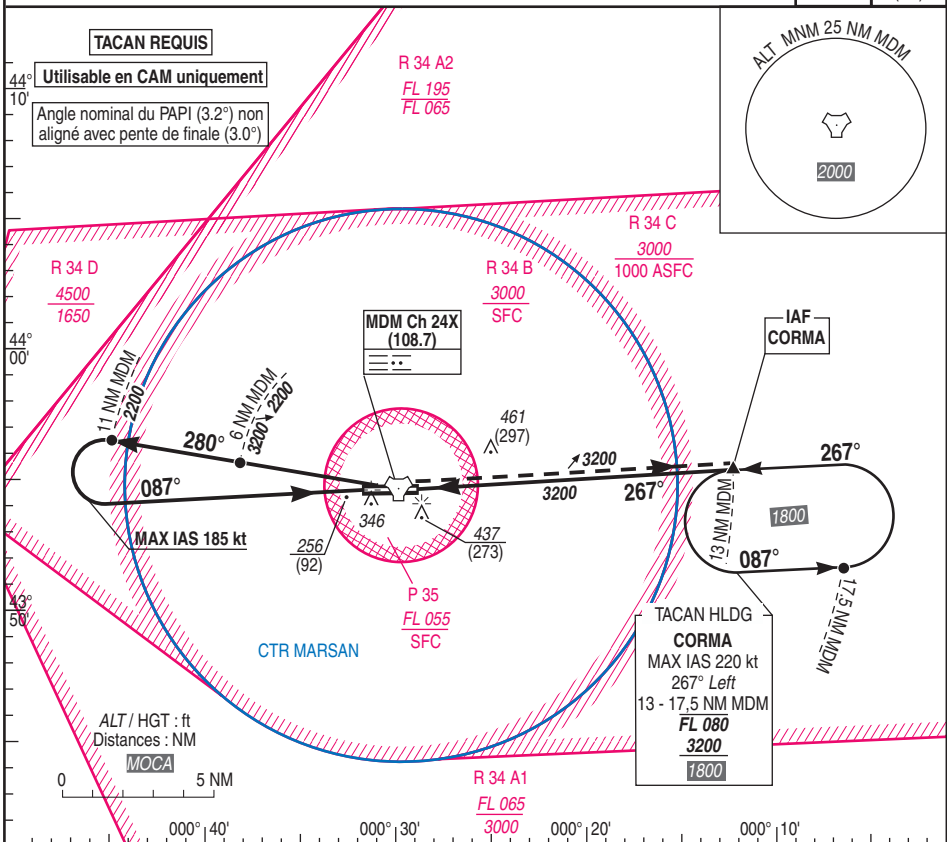 TACAN REQUIS
Utilisable en CAM uniquement
Angle nominal du PAPI (3.2°) non
aligné avec pente de finale (3.0°)
44°
10'
R 34 A2
FL 195
FL 065
ALT MNM 25 NM MDM
2000
R 34 D
4500
1650
R 34 B
3000
SFC
R 34 C
3000
1000 ASFC
44°
00'
MDM Ch 24X
(108.7)
IAF
CORMA
11 NM MDM
2200
6 NM MDM
3200 2200
280°
087°
MAX IAS 185 kt
461
(297)
3200
3200
267°
267°
13 NM MDM
1800
087°
17,5 NM MDM
346
256
(92)
437
(273)
P 35
FL 055
SFC
43°
50'
CTR MARSAN
TACAN HLDG
CORMA
MAX IAS 220 kt
267° Left
13 - 17,5 NM MDM
FL 080
3200
1800
ALT / HGT : ft
Distances : NM
MOCA
0 5 NM
R 34 A1
FL 065
3000
000° 40'
000° 30'
000° 20'
000° 10'